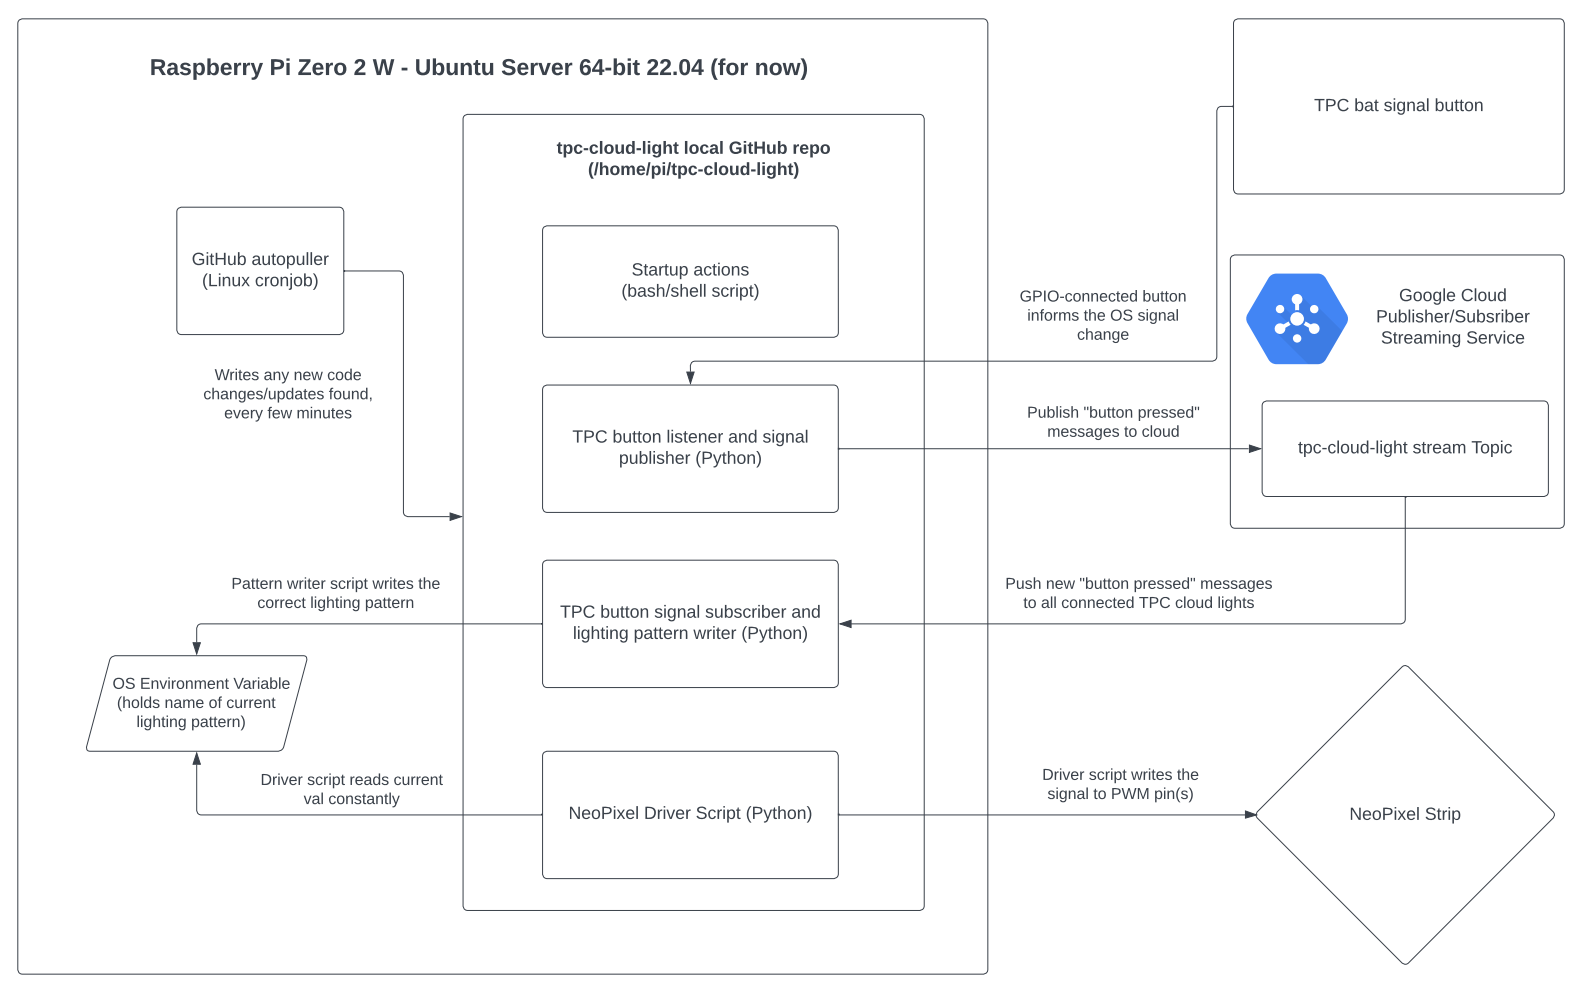 Raspberry Pi Zero 2 W - Ubuntu Server 64-bit 22.04 (for now)
tpc-cloud-light local GitHub repo
(/home/pi/tpc-cloud-light)
TPC bat signal button
GitHub autopuller
(Linux cronjob)
Startup actions
(bash/shell script)
GPIO-connected button
informs the OS signal
change
Google Cloud
Publisher/Subsriber
Streaming Service
Writes any new code
changes/updates found,
every few minutes
TPC button listener and signal
publisher (Python)
Publish "button pressed"
messages to cloud
tpc-cloud-light stream Topic
Pattern writer script writes the
correct lighting pattern
TPC button signal subscriber and
lighting pattern writer (Python)
Push new "button pressed" messages
to all connected TPC cloud lights
OS Environment Variable
(holds name of current
lighting pattern)
Driver script reads current
val constantly
NeoPixel Driver Script (Python)
Driver script writes the
signal to PWM pin(s)
NeoPixel Strip